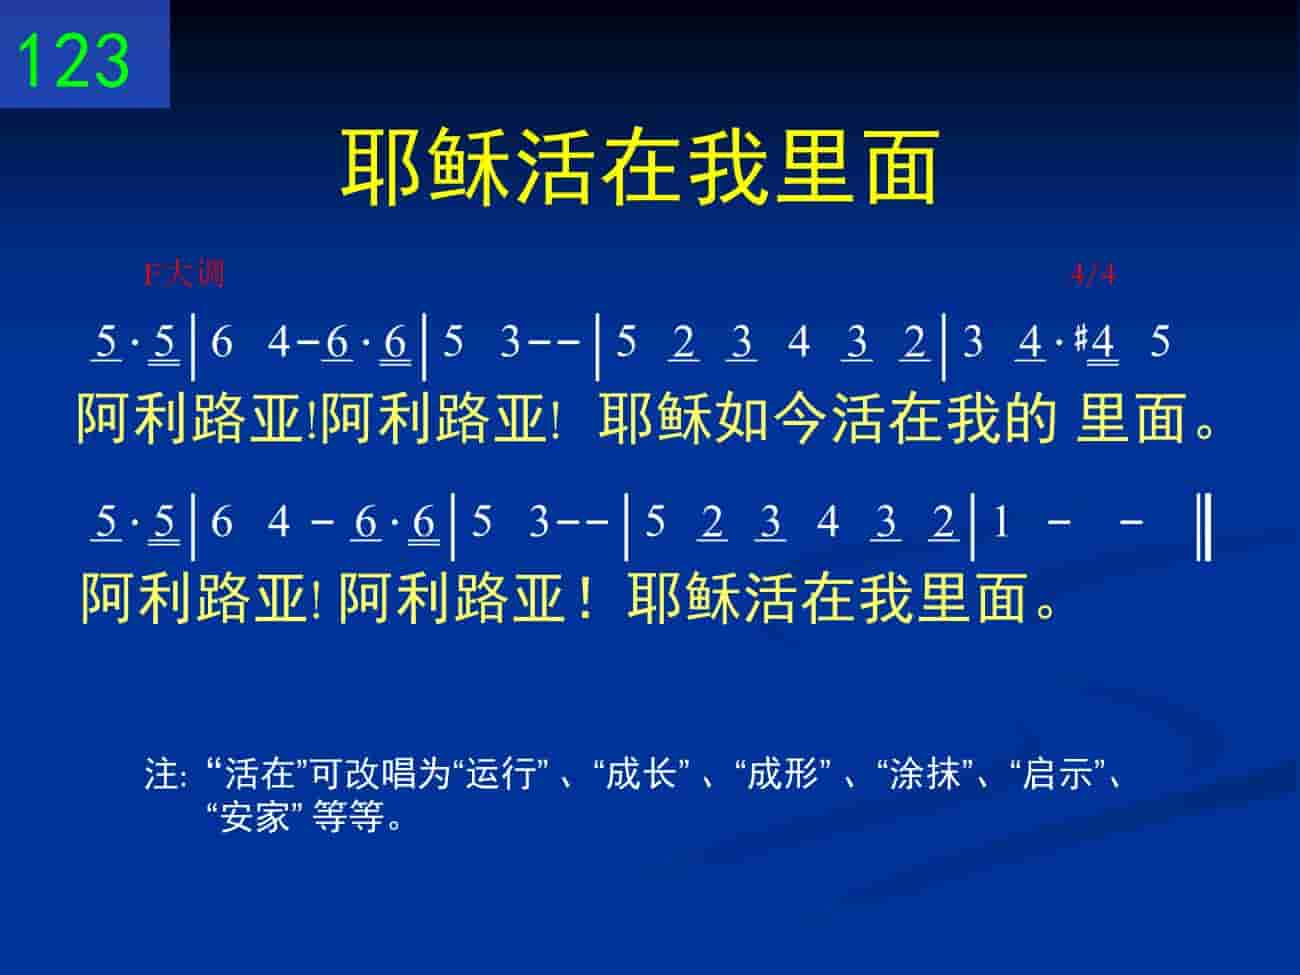 123
耶稣活在我里面
F大调 4/4
5·5|6 4-6·6|5 3--|5 2 3 4 3 2|3 4·#4 5
阿利路亚!阿利路亚! 耶稣如今活在我的 里面。
5·5|6 4 - 6·6|5 3--|5 2 3 4 3 2|1 - - ‖
阿利路亚! 阿利路亚! 耶稣活在我里面。
注: “活在”可改唱为“运行” 、“成长” 、“成形” 、“涂抹”、“启示”、
“安家” 等等。